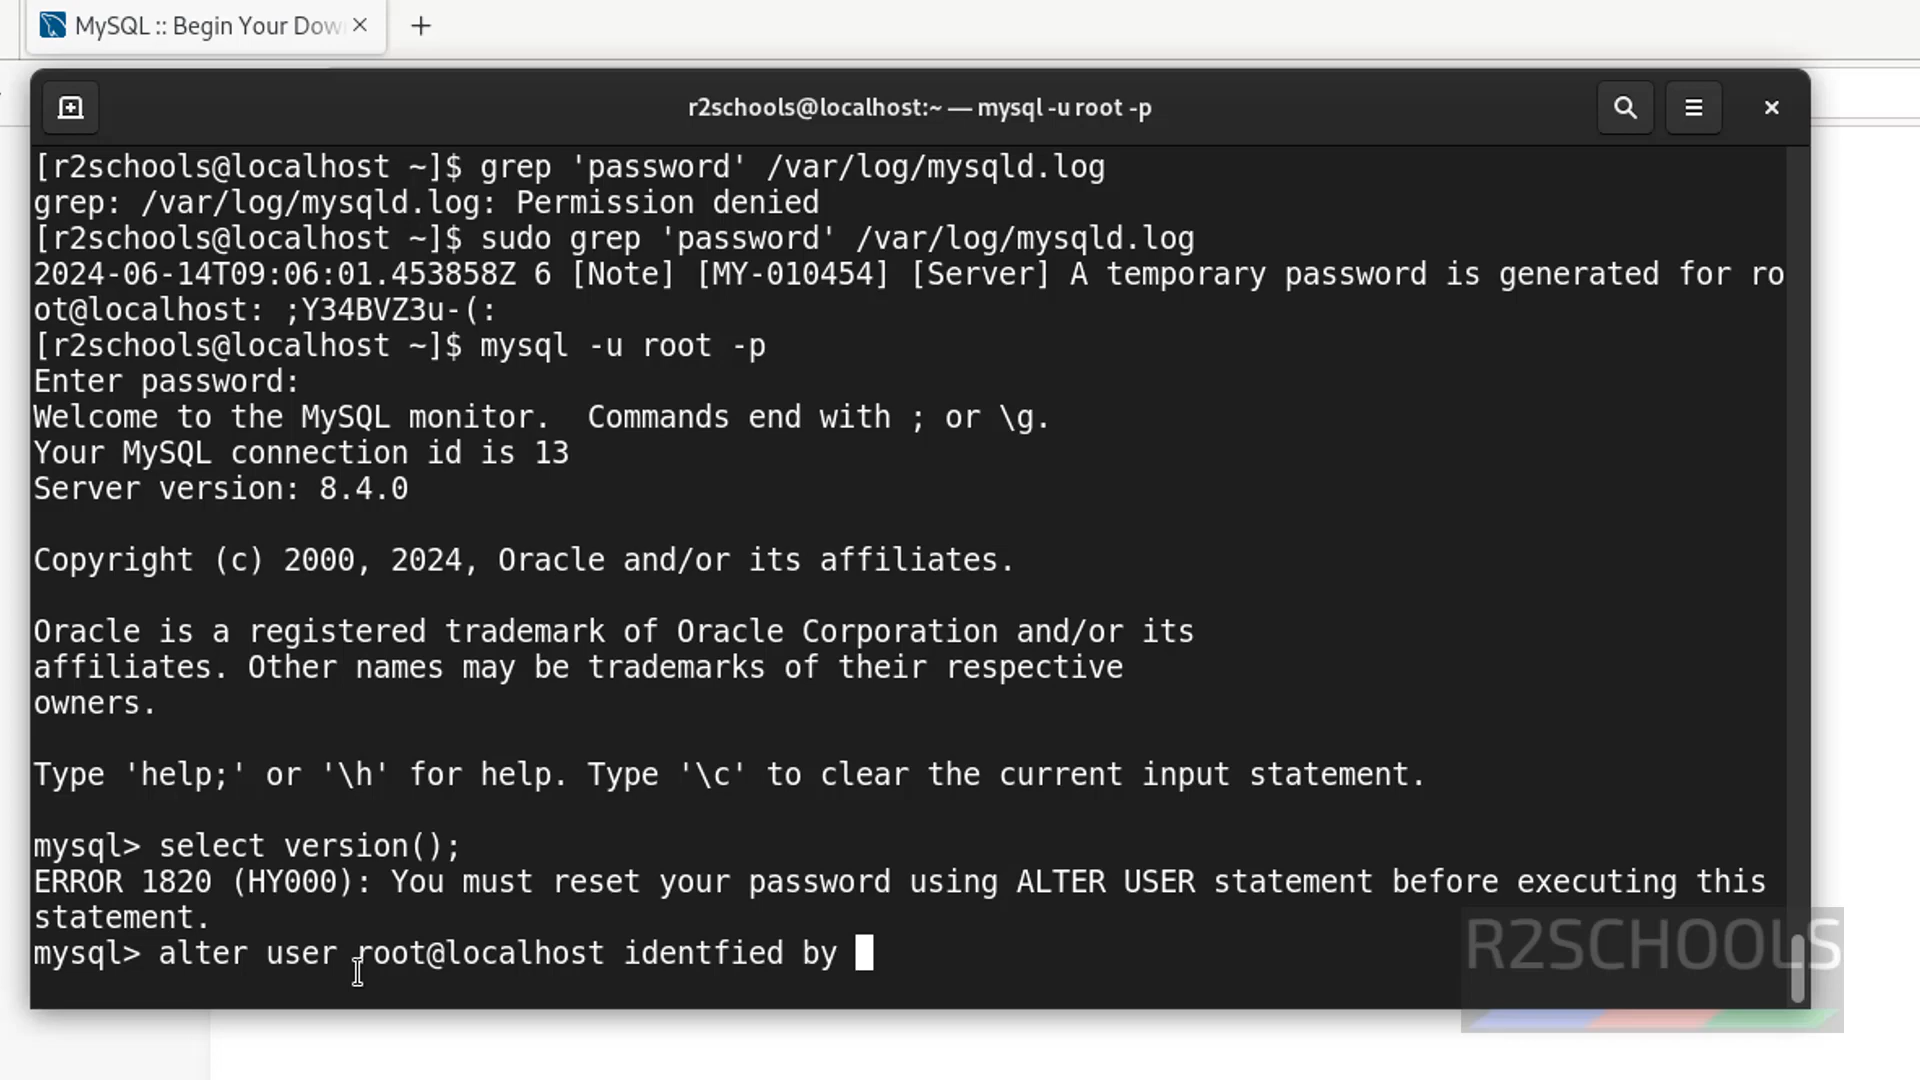 MySQL :: Begin Your Dow
r2schools@localhost:~ — mysql -u root -p
[r2schools@localhost ~]$ grep 'password' /var/log/mysqld.log
grep: /var/log/mysqld.log: Permission denied
[r2schools@localhost ~]$ sudo grep 'password' /var/log/mysqld.log
2024-06-14T09:06:01.453858Z 6 [Note] [MY-010454] [Server] A temporary password is generated for ro
ot@localhost: ;Y34BVZ3u-(:
[r2schools@localhost ~]$ mysql -u root -p
Enter password:
Welcome to the MySQL monitor.  Commands end with ; or \g.
Your MySQL connection id is 13
Server version: 8.4.0
Copyright (c) 2000, 2024, Oracle and/or its affiliates.
Oracle is a registered trademark of Oracle Corporation and/or its
affiliates. Other names may be trademarks of their respective
owners.
Type 'help;' or '\h' for help. Type '\c' to clear the current input statement.
mysql> select version();
ERROR 1820 (HY000): You must reset your password using ALTER USER statement before executing this
statement.
mysql> alter user root@localhost identfied by
R2SCHOOLS